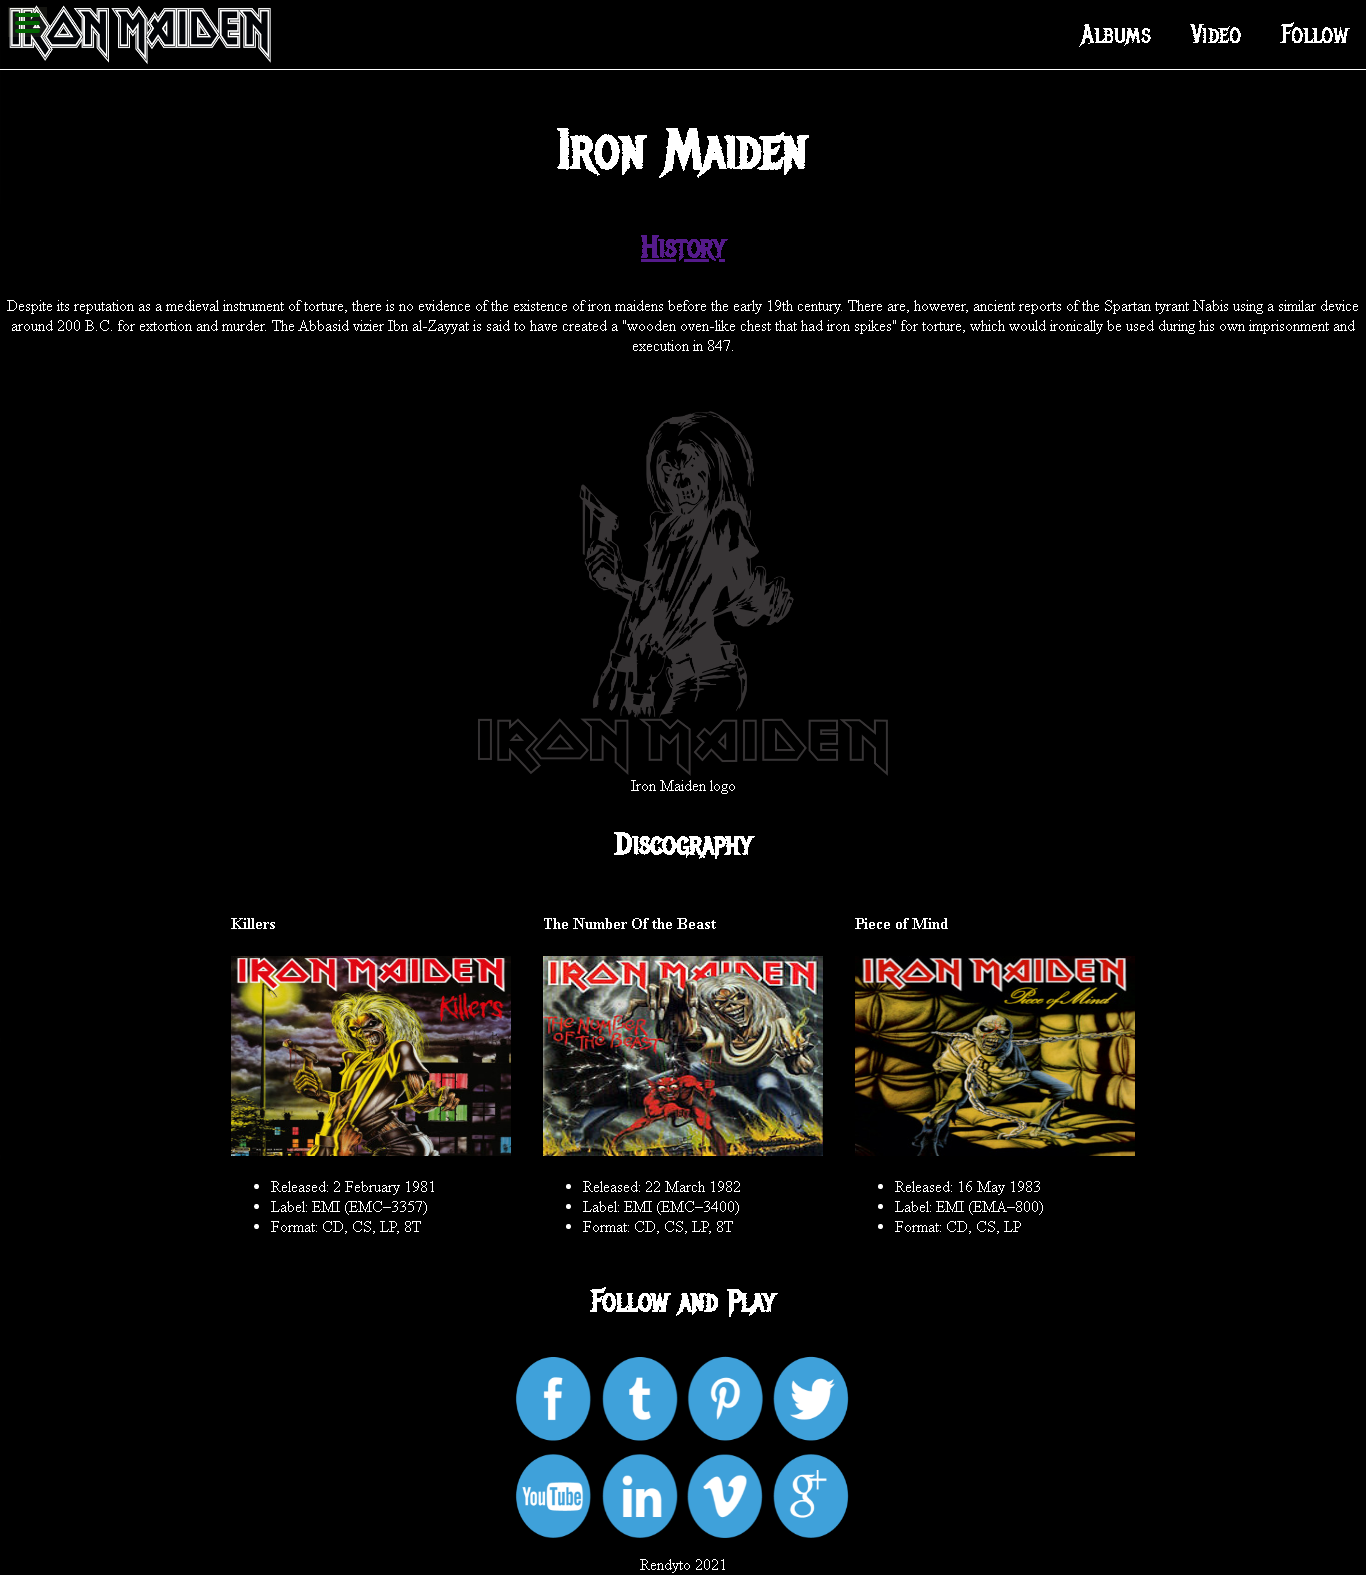 IRON MAIDEN
Albums Video Follow
Iron Maiden
History
Despite its reputation as a medieval instrument of torture, there is no evidence of the existence of iron maidens before the early 19th century. There are, however, ancient reports of the Spartan tyrant Nabis using a similar device
around 200 B.C. for extortion and murder. The Abbasid vizier Ibn al-Zayyat is said to have created a "wooden oven-like chest that had iron spikes" for torture, which would ironically be used during his own imprisonment and
execution in 847.
IRON MAIDEN
Iron Maiden logo
Discography
Killers
IRON MAIDEN
Killers
Released: 2 February 1981
Label: EMI (EMC–3357)
Format: CD, CS, LP, 8T
The Number Of the Beast
IRON MAIDEN
THE NUMBER
OF THE BEAST
Released: 22 March 1982
Label: EMI (EMC–3400)
Format: CD, CS, LP, 8T
Piece of Mind
IRON MAIDEN
Piece of Mind
Released: 16 May 1983
Label: EMI (EMA–800)
Format: CD, CS, LP
Follow and Play
f t p
YouTube in v g+
Rendyto 2021